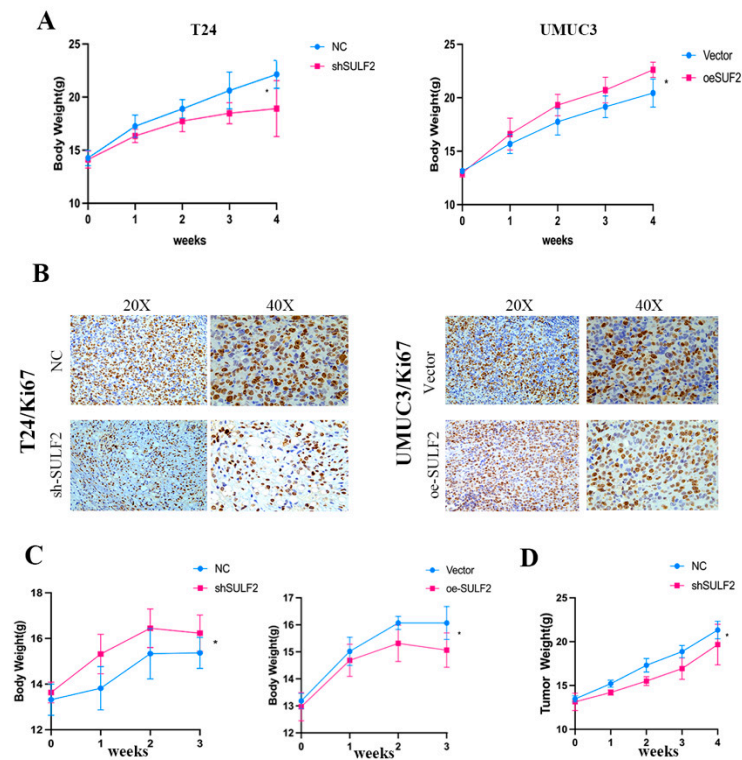 A
T24
NC
shSULF2
Body Weight(g)
25
20
15
10
*
0 1 2 3 4
weeks
UMUC3
Vector
oeSUF2
Body Weight(g)
25
20
15
10
*
0 1 2 3 4
weeks
B
20X 40X
T24/Ki67
NC
sh-SULF2
20X 40X
UMUC3/Ki67
Vector
oe-SULF2
C
NC
shSULF2
Body Weight(g)
18
16
14
12
*
0 1 2 3
weeks
Vector
oe-SULF2
Body Weight(g)
17
16
15
14
13
12
*
0 1 2 3
weeks
D
NC
shSULF2
Tumor Weight(g)
25
20
15
10
*
0 1 2 3 4
weeks